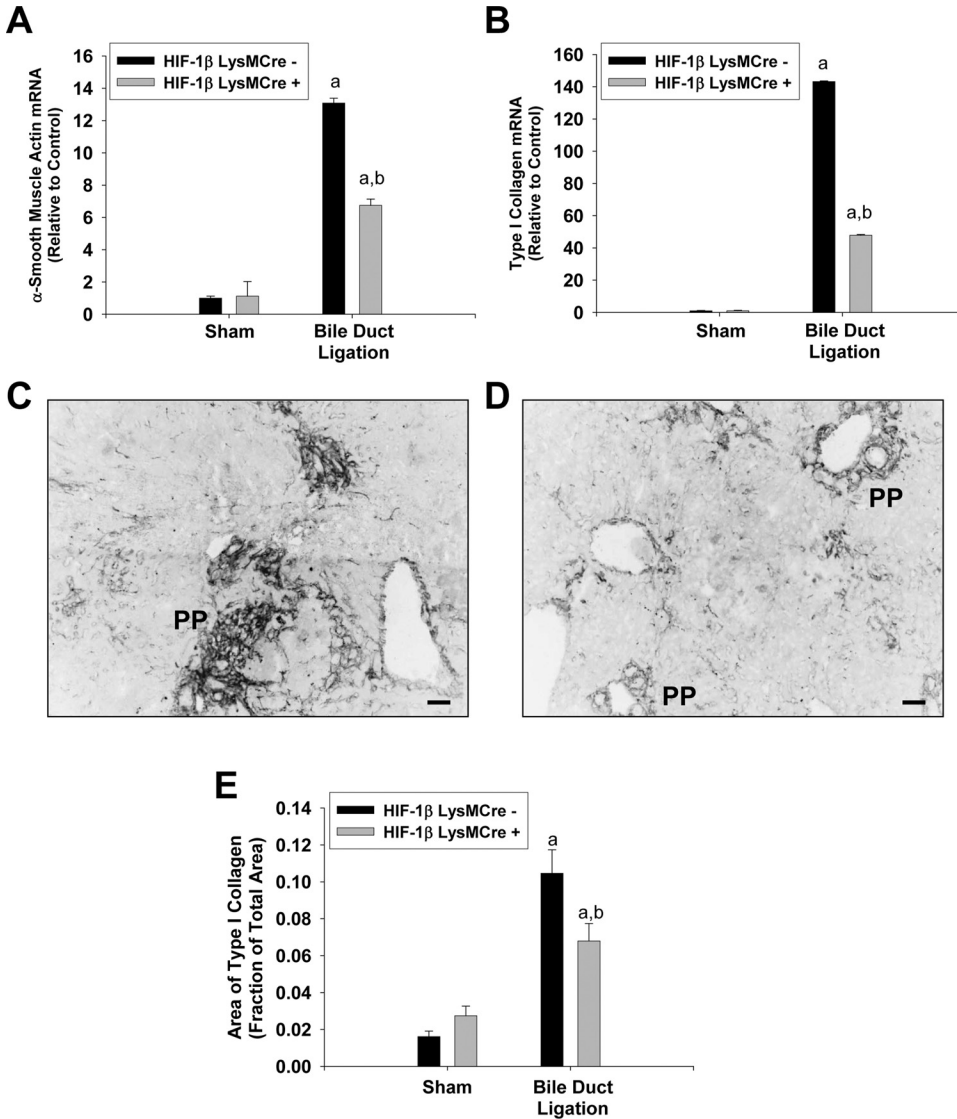 A
HIF-1β LysMCre -
HIF-1β LysMCre +
α-Smooth Muscle Actin mRNA
(Relative to Control)
16
14
12
10
8
6
4
2
0
a
a,b
Sham
Bile Duct
Ligation
B
HIF-1β LysMCre -
HIF-1β LysMCre +
Type I Collagen mRNA
(Relative to Control)
160
140
120
100
80
60
40
20
0
a
a,b
Sham
Bile Duct
Ligation
C
PP
D
PP
PP
E
HIF-1β LysMCre -
HIF-1β LysMCre +
Area of Type I Collagen
(Fraction of Total Area)
0.14
0.12
0.10
0.08
0.06
0.04
0.02
0.00
a
a,b
Sham
Bile Duct
Ligation